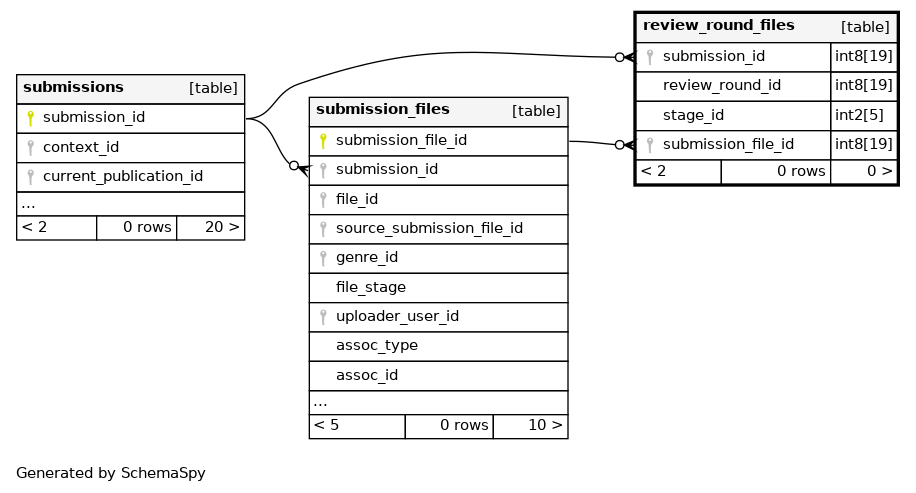 submissions [table]
submission_id
context_id
current_publication_id
...
< 2 0 rows 20 >
submission_files [table]
submission_file_id
submission_id
file_id
source_submission_file_id
genre_id
file_stage
uploader_user_id
assoc_type
assoc_id
...
< 5 0 rows 10 >
review_round_files [table]
submission_id int8[19]
review_round_id int8[19]
stage_id int2[5]
submission_file_id int8[19]
< 2 0 rows 0 >
Generated by SchemaSpy